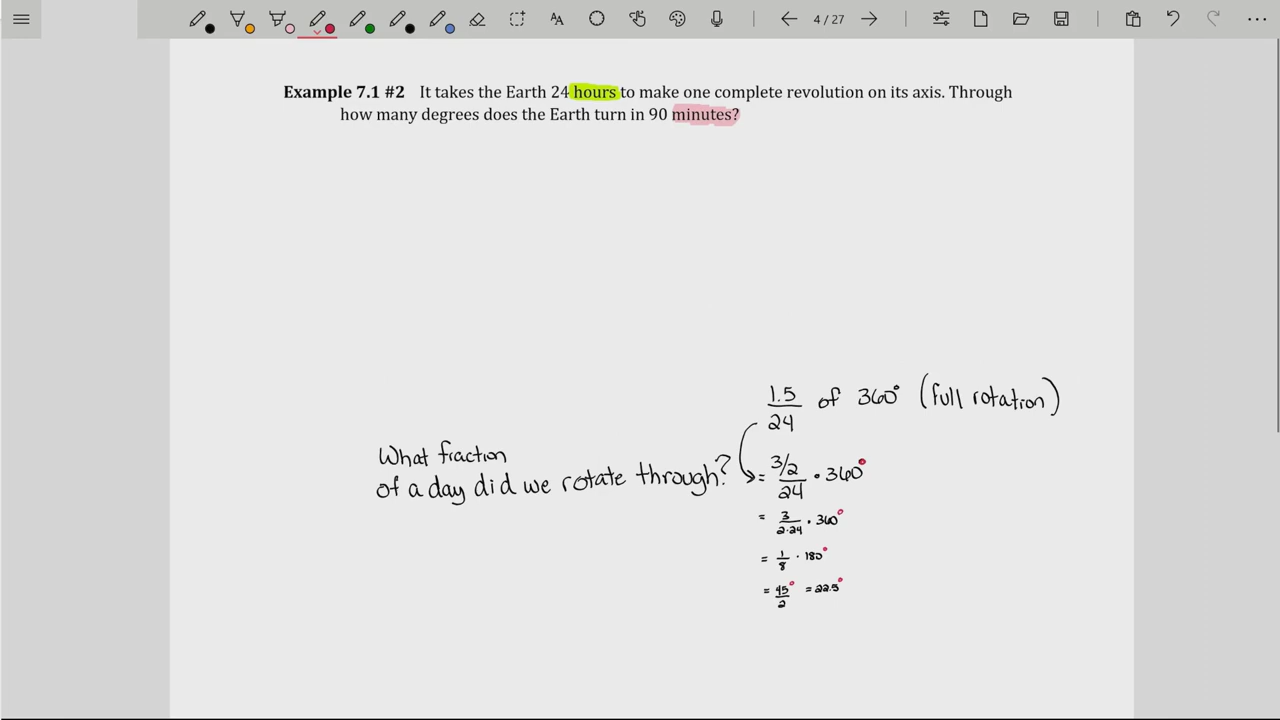 4 / 27
Example 7.1 #2 It takes the Earth 24 hours to make one complete revolution on its axis. Through
how many degrees does the Earth turn in 90 minutes?
1.5/24 of 360° (full rotation)
What fraction
of a day did we rotate through?
= 3/2/24 · 360°
= 3/2·24 · 360°
= 1/8 · 180°
= 45°/2 = 22.5°